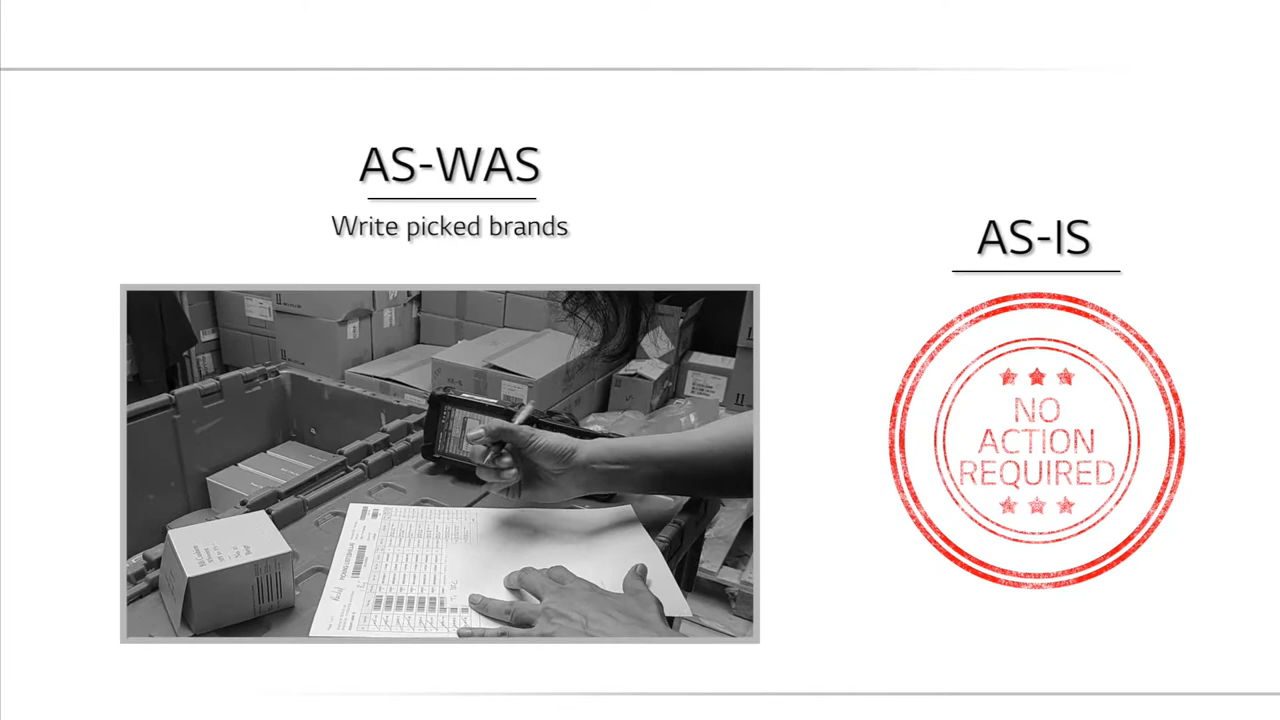 AS-WAS
Write picked brands
AS-IS
NO
ACTION
REQUIRED